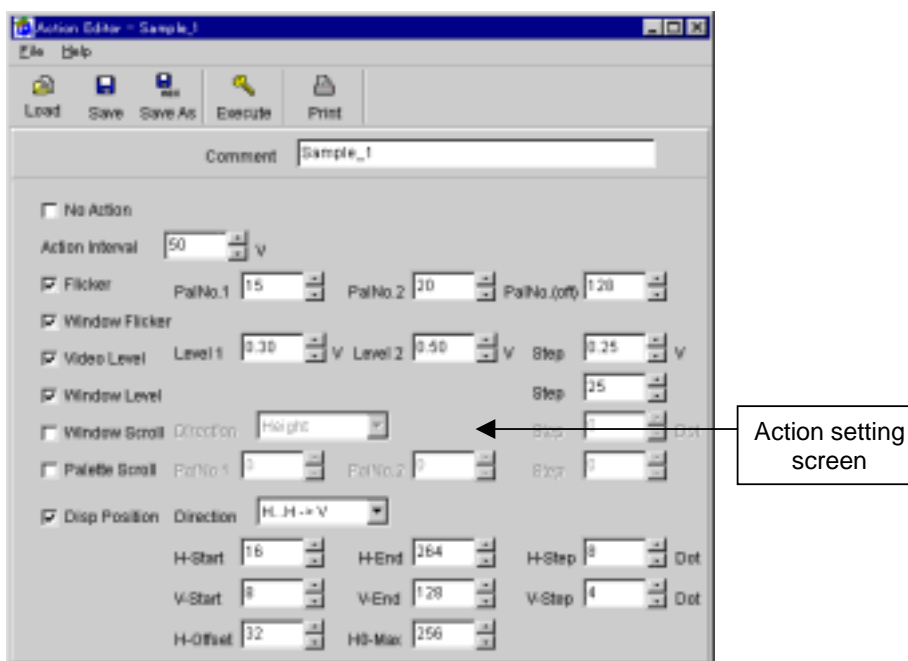 Action Editor - Sample_1
File Help
Load Save Save As Execute Print
Comment Sample_1
No Action
Action Interval 50 V
Flicker PalNo.1 15 PalNo.2 20 PalNo.(off) 128
Window Flicker
Video Level Level 1 0.30 V Level 2 0.50 V Step 0.25 V
Window Level Step 25
Window Scroll Direction Height Step 0 Dot
Palette Scroll PalNo.1 0 PalNo.2 0 Step 0
Disp Position Direction H..H->V
H-Start 16 H-End 264 H-Step 8 Dot
V-Start 8 V-End 128 V-Step 4 Dot
H-Offset 32 H0-Max 256
Action setting
screen